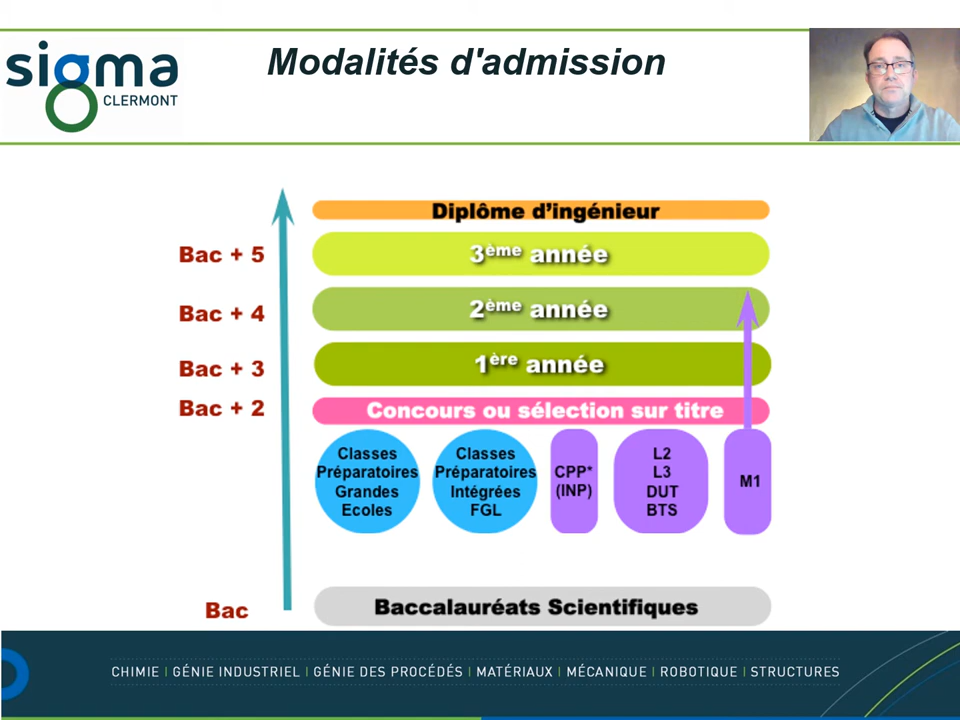 Modalités d'admission
sigma
CLERMONT
Diplôme d'ingénieur
Bac + 5
3ème année
Bac + 4
2ème année
Bac + 3
1ère année
Bac + 2
Concours ou sélection sur titre
Classes
Préparatoires
Grandes
Ecoles
Classes
Préparatoires
Intégrées
FGL
CPP*
(INP)
L2
L3
DUT
BTS
M1
Bac
Baccalauréats Scientifiques
CHIMIE | GÉNIE INDUSTRIEL | GÉNIE DES PROCÉDÉS | MATÉRIAUX | MÉCANIQUE | ROBOTIQUE | STRUCTURES